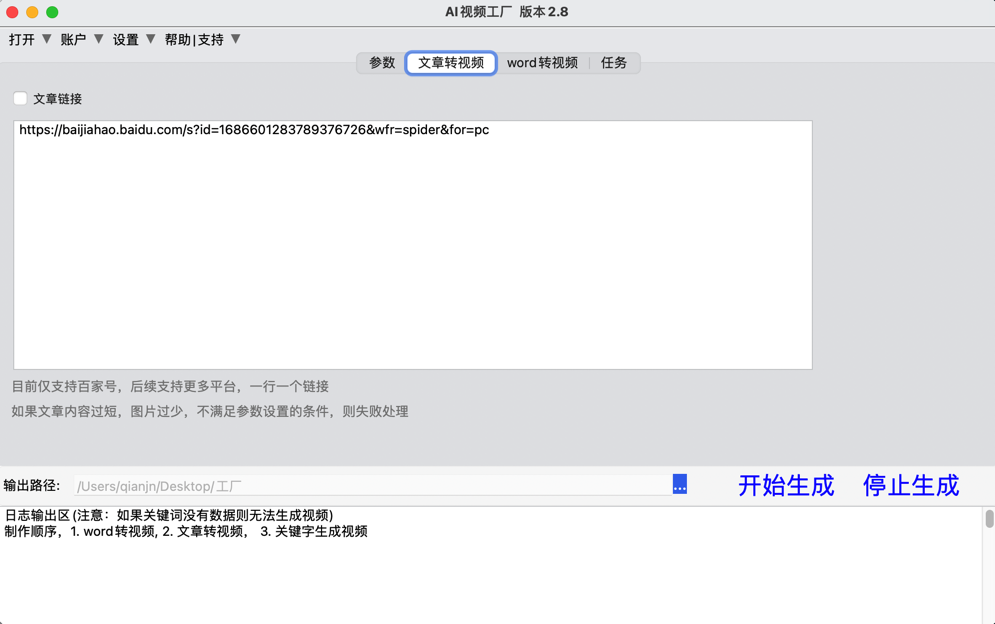 AI视频工厂 版本2.8
打开 ▼ 账户 ▼ 设置 ▼ 帮助|支持 ▼
参数 文章转视频 word转视频 任务
文章链接
https://baijiahao.baidu.com/s?id=1686601283789376726&wfr=spider&for=pc
目前仅支持百家号，后续支持更多平台，一行一个链接
如果文章内容过短，图片过少，不满足参数设置的条件，则失败处理
输出路径: /Users/qianjn/Desktop/工厂 ... 开始生成 停止生成
日志输出区(注意：如果关键词没有数据则无法生成视频)
制作顺序，1. word转视频, 2. 文章转视频， 3. 关键字生成视频